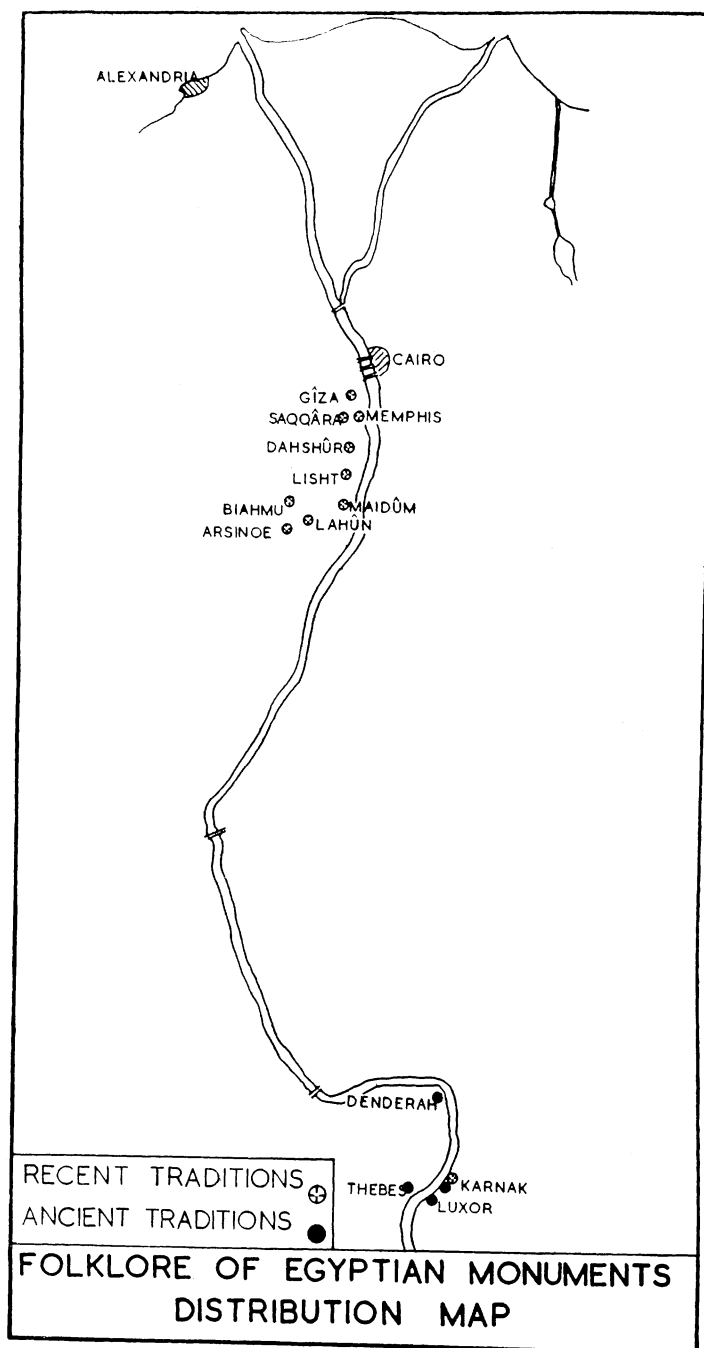 ALEXANDRIA
CAIRO
GÎZA
SAQQÂRA MEMPHIS
DAHSHÛR
LISHT
BIAHMU MAIDÛM
LAHÛN
ARSINOE
DENDERAH
THEBES KARNAK
LUXOR
RECENT TRADITIONS
ANCIENT TRADITIONS
FOLKLORE OF EGYPTIAN MONUMENTS
DISTRIBUTION MAP